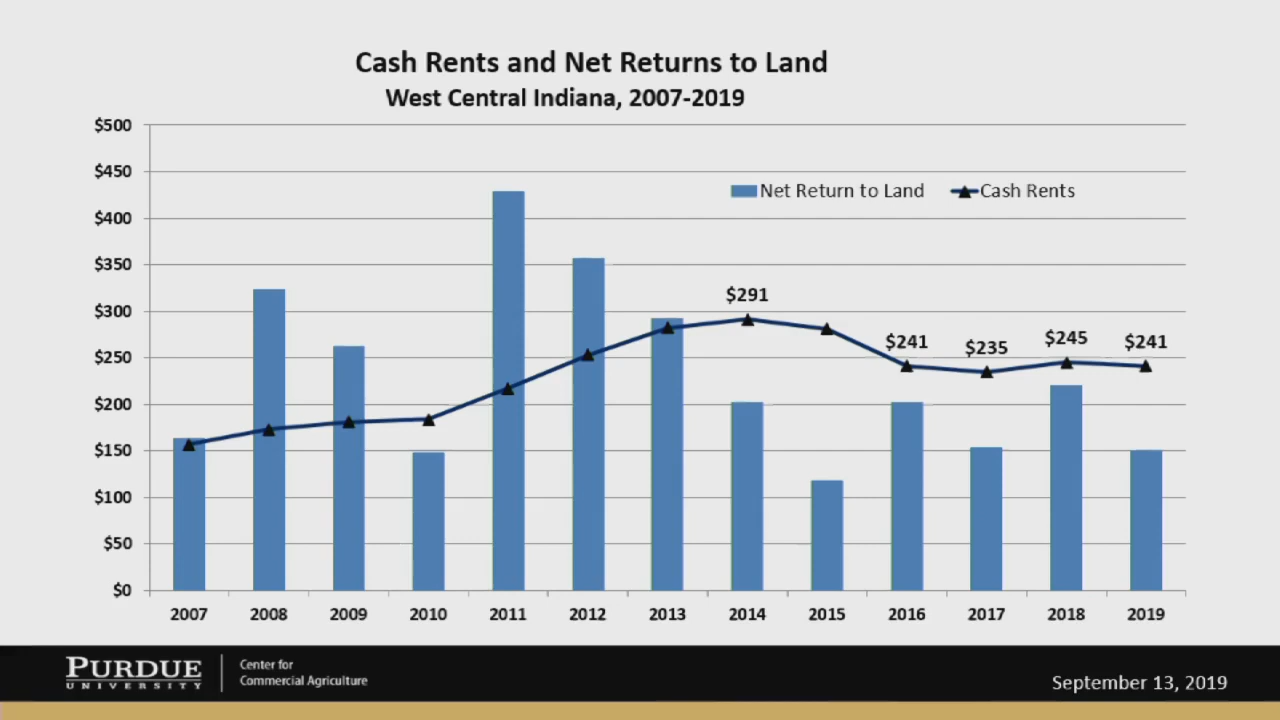 Cash Rents and Net Returns to Land
West Central Indiana, 2007-2019
$500
$450
$400
$350
$300
$250
$200
$150
$100
$50
$0
Net Return to Land
Cash Rents
$291
$241
$235
$245
$241
2007 2008 2009 2010 2011 2012 2013 2014 2015 2016 2017 2018 2019
PURDUE
UNIVERSITY
Center for
Commercial Agriculture
September 13, 2019